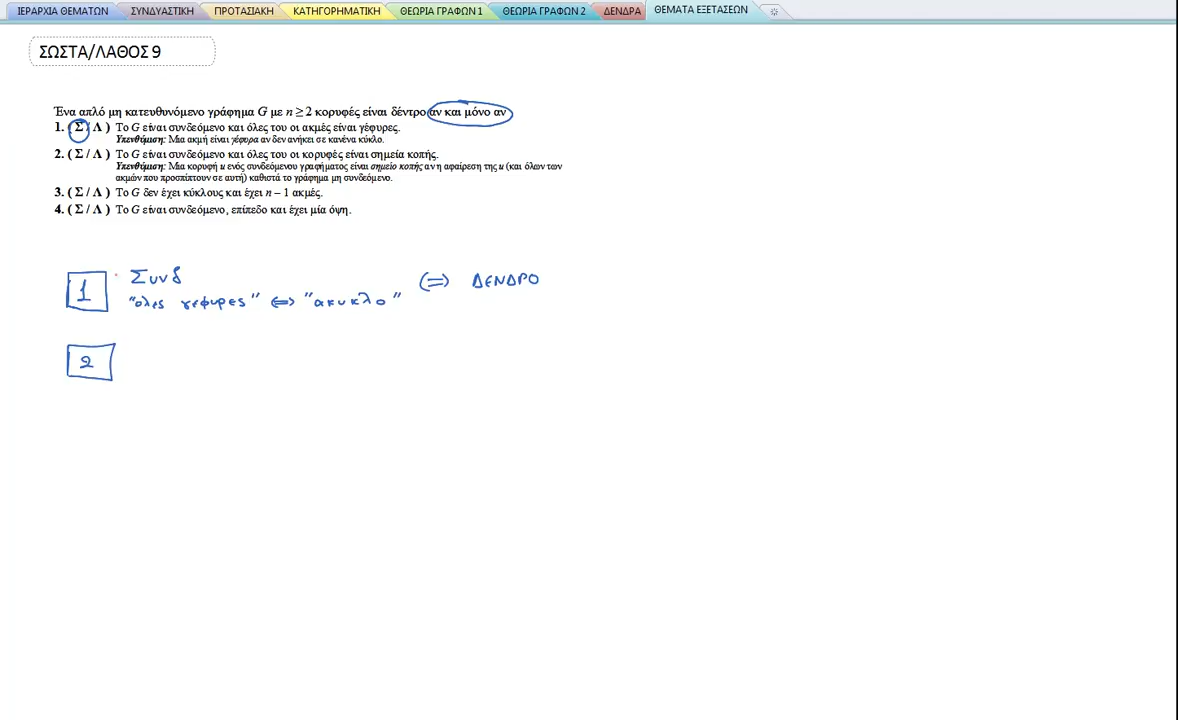 ΙΕΡΑΡΧΙΑ ΘΕΜΑΤΩΝ ΣΥΝΔΥΑΣΤΙΚΗ ΠΡΟΤΑΣΙΑΚΗ ΚΑΤΗΓΟΡΗΜΑΤΙΚΗ ΘΕΩΡΙΑ ΓΡΑΦΩΝ 1 ΘΕΩΡΙΑ ΓΡΑΦΩΝ 2 ΔΕΝΔΡΑ ΘΕΜΑΤΑ ΕΞΕΤΑΣΕΩΝ
ΣΩΣΤΑ/ΛΑΘΟΣ 9
Ένα απλό μη κατευθυνόμενο γράφημα G με n ≥ 2 κορυφές είναι δέντρο αν και μόνο αν
1. ( Σ / Λ ) Το G είναι συνδεόμενο και όλες του οι ακμές είναι γέφυρες.
Υπενθύμιση: Μια ακμή είναι γέφυρα αν δεν ανήκει σε κανένα κύκλο.
2. ( Σ / Λ ) Το G είναι συνδεόμενο και όλες του οι κορυφές είναι σημεία κοπής.
Υπενθύμιση: Μια κορυφή u ενός συνδεόμενου γραφήματος είναι σημείο κοπής αν η αφαίρεση της u (και όλων των
ακμών που προσπίπτουν σε αυτή) καθιστά το γράφημα μη συνδεόμενο.
3. ( Σ / Λ ) Το G δεν έχει κύκλους και έχει n – 1 ακμές.
4. ( Σ / Λ ) Το G είναι συνδεόμενο, επίπεδο και έχει μία όψη.
1 Συνδ (⇔) ΔΕΝΔΡΟ
"ολες γεφυρες" ⇔ "ακυκλο"
2